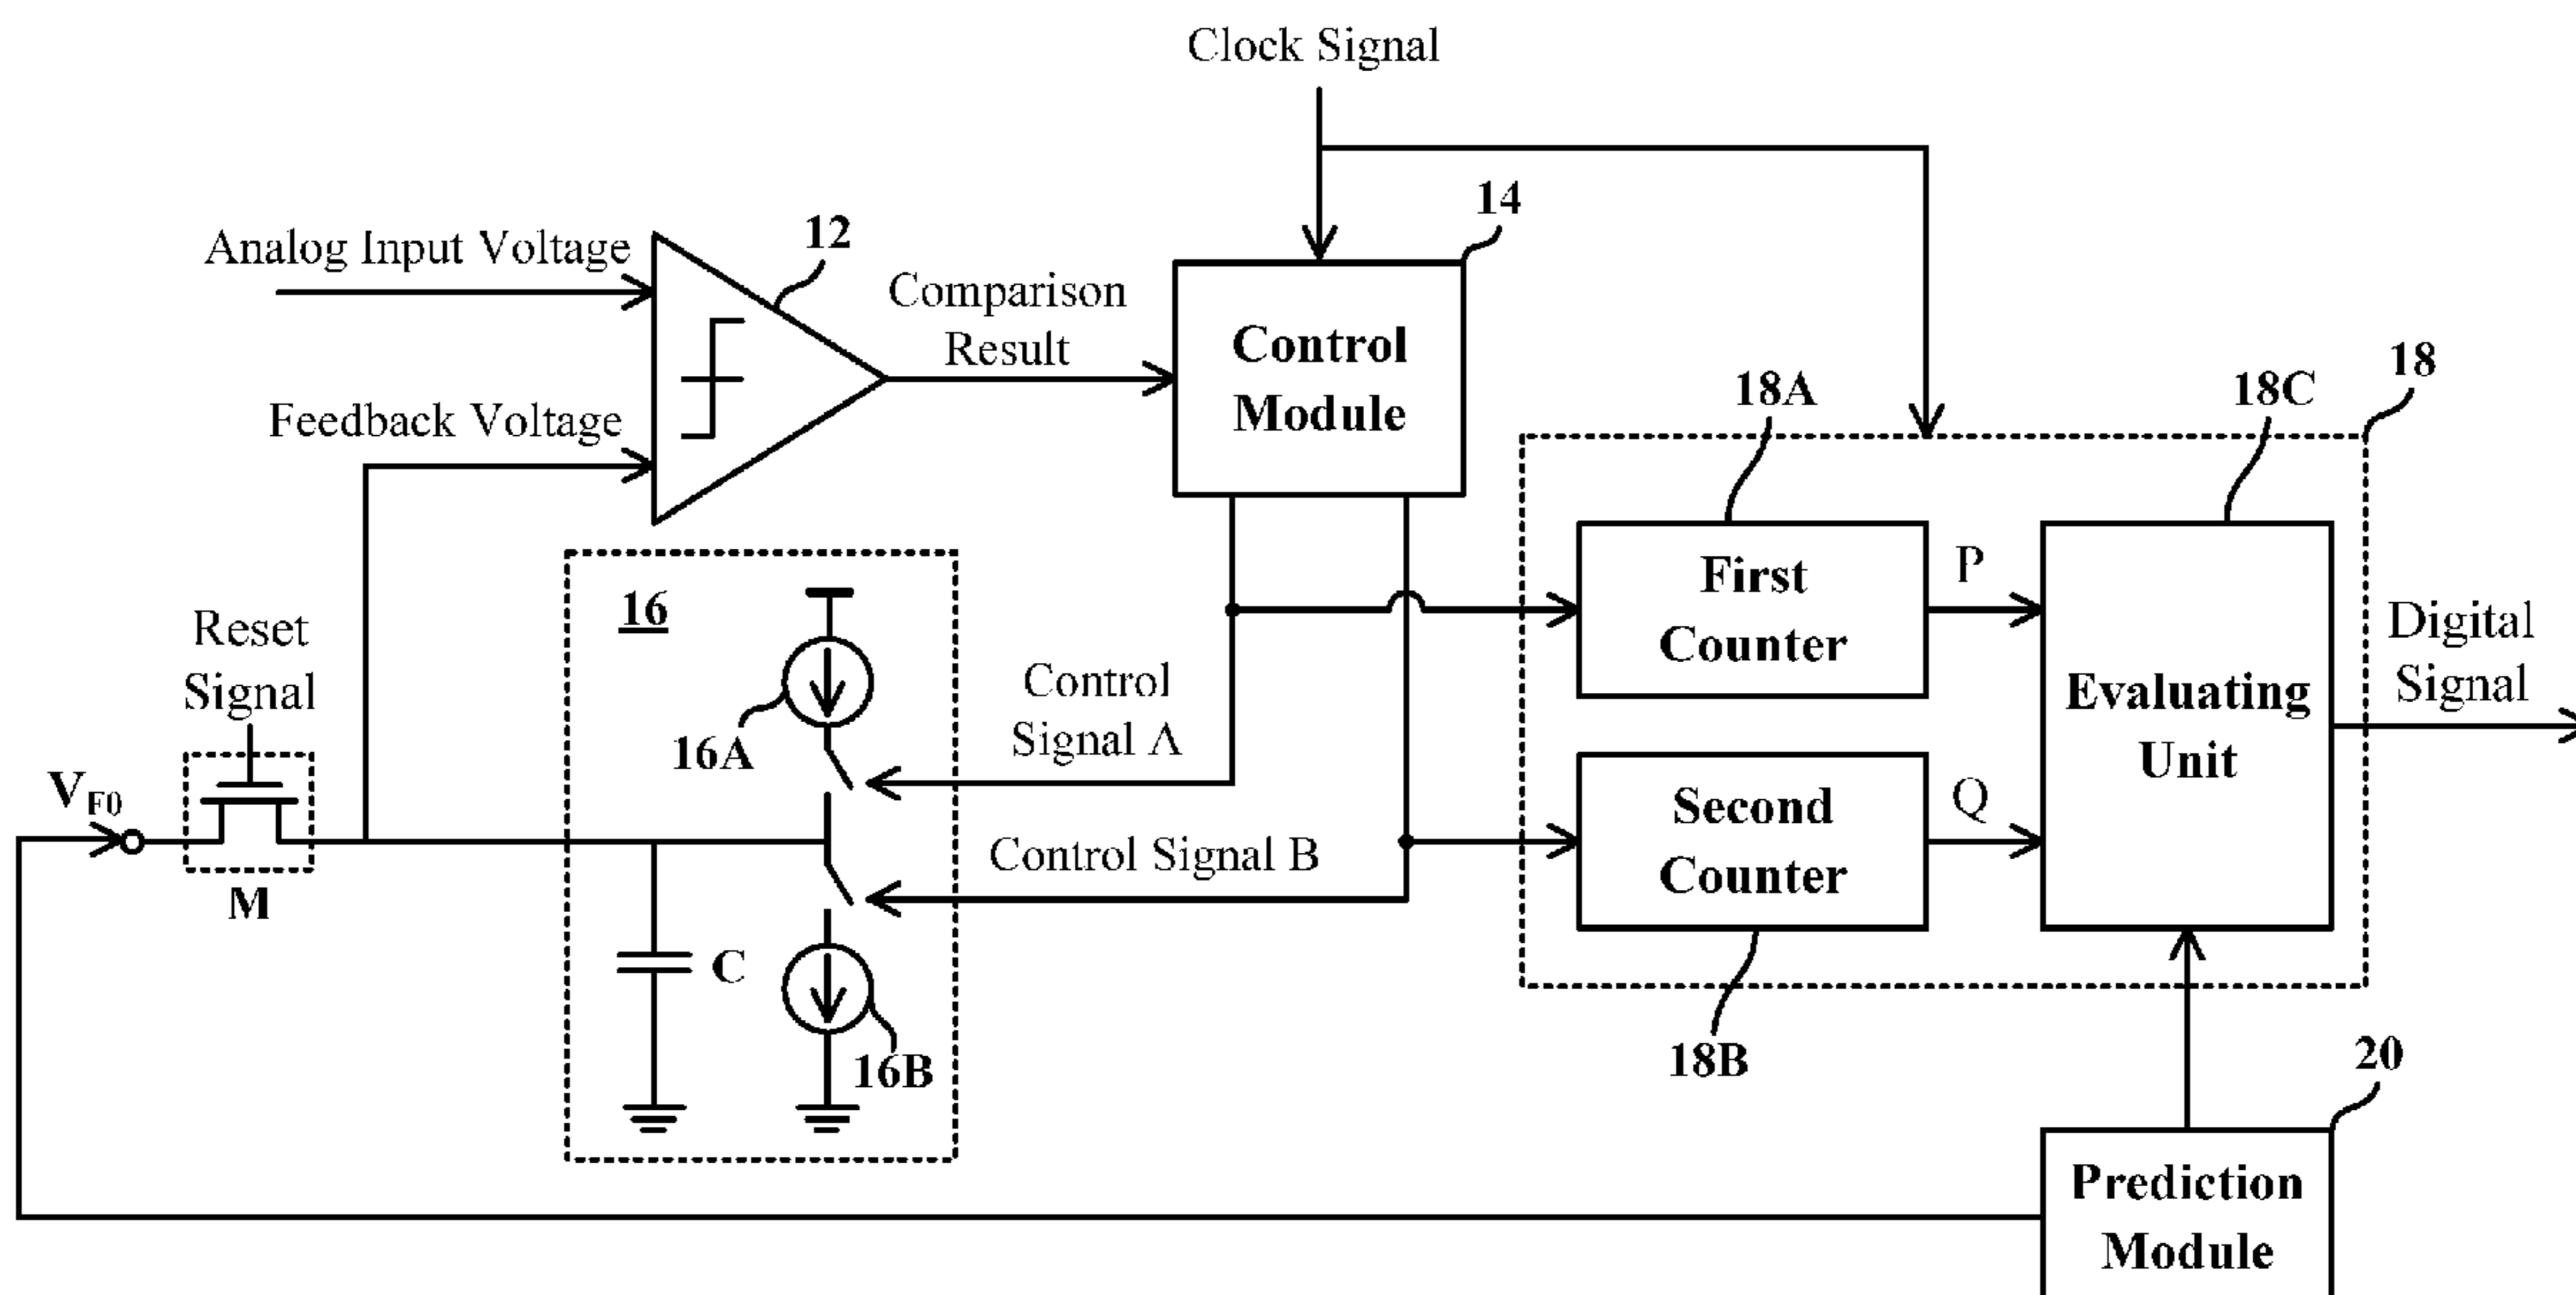 Clock Signal
14
Analog Input Voltage
12
Comparison
Result
Control
Module
Feedback Voltage
18
18A
18C
First
Counter
P
16
Reset
Signal
Control
Signal A
16A
Evaluating
Unit
Digital
Signal
V_F0
M
Control Signal B
Second
Counter
Q
C
16B
18B
20
Prediction
Module